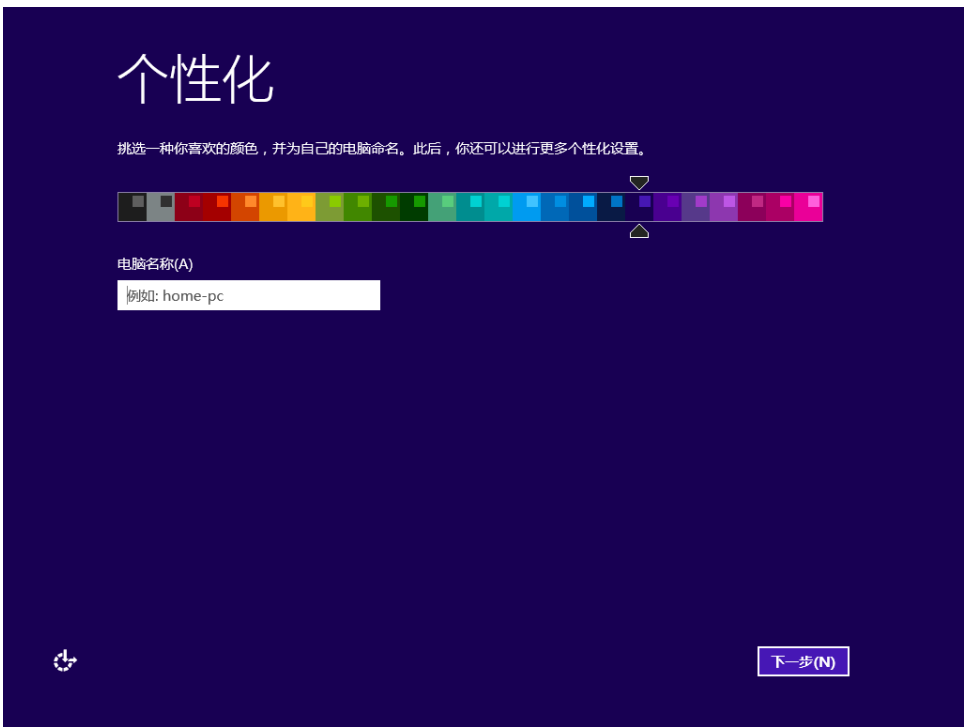 个性化
挑选一种你喜欢的颜色，并为自己的电脑命名。此后，你还可以进行更多个性化设置。
电脑名称(A)
例如: home-pc
下一步(N)